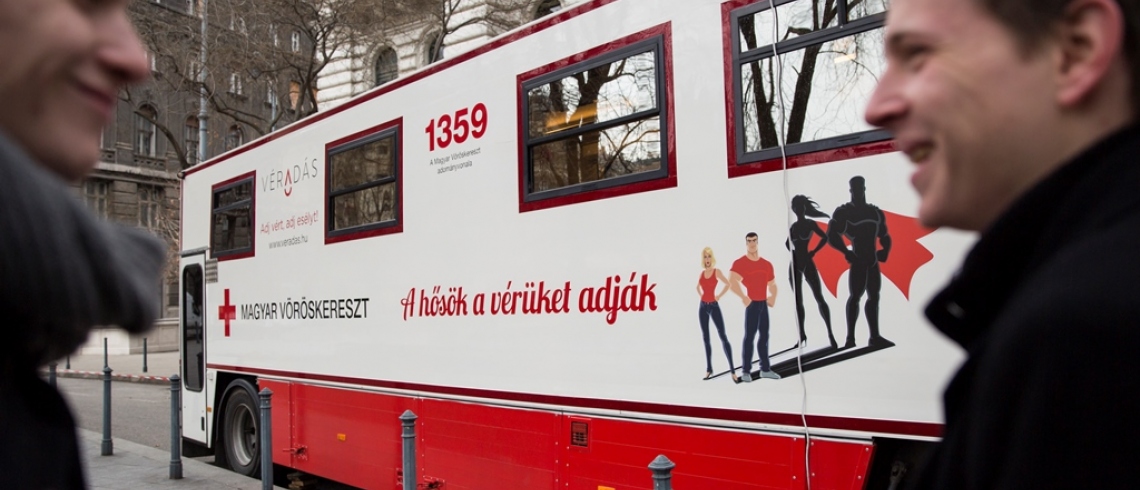 VÉRADÁS
Adj vért, adj esélyt!
www.veradas.hu
1359
A Magyar Vöröskereszt
adományvonala
MAGYAR VÖRÖSKERESZT
A hősök a vérüket adják